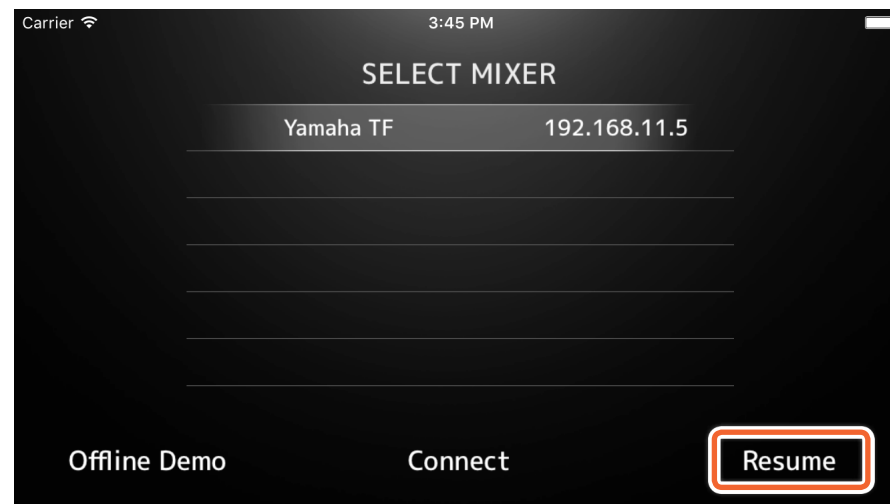 Carrier 3:45 PM
SELECT MIXER
Yamaha TF 192.168.11.5
Offline Demo Connect Resume